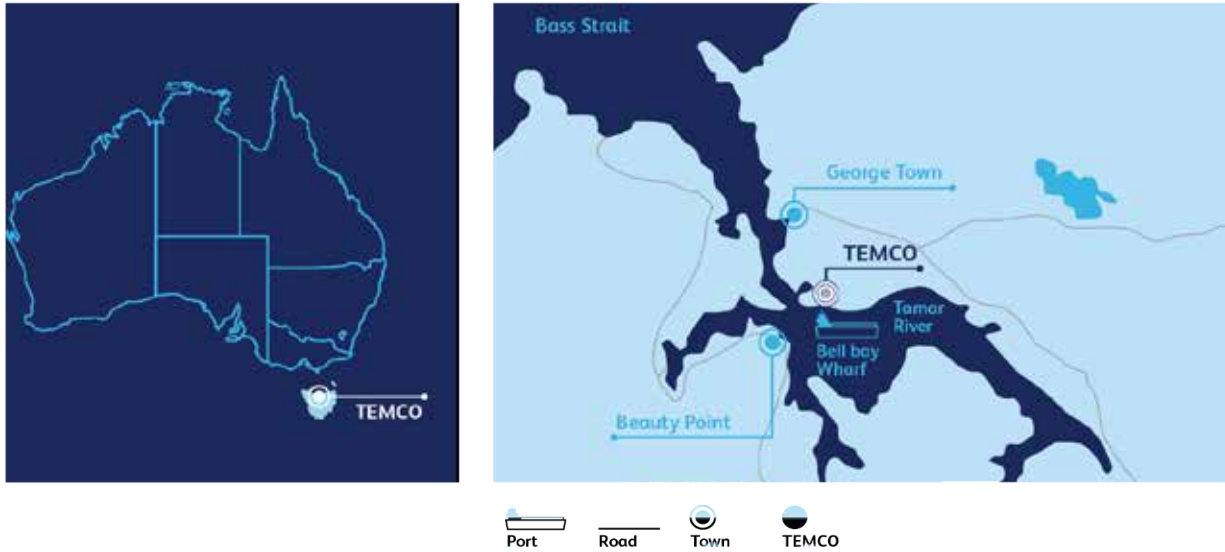 TEMCO
Bass Strait
George Town
TEMCO
Tamar
River
Bell bay
Wharf
Beauty Point
Port
Road
Town
TEMCO